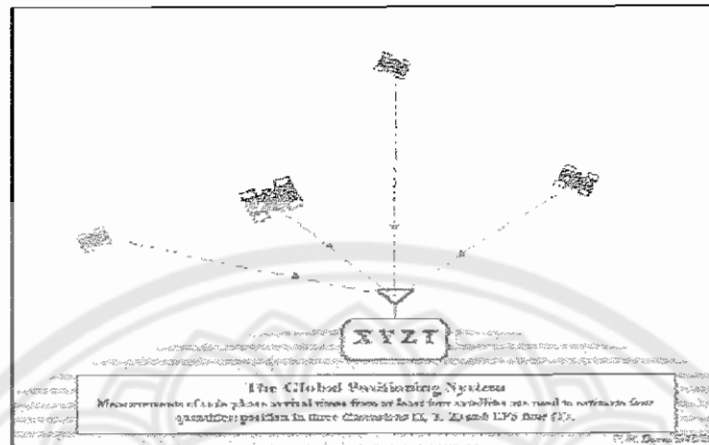 X Y Z T
The Global Positioning System
Measurements of code-phase arrival times from at least four satellites are used to estimate four
quantities: position in three dimensions (X, Y, Z) and GPS time (T).